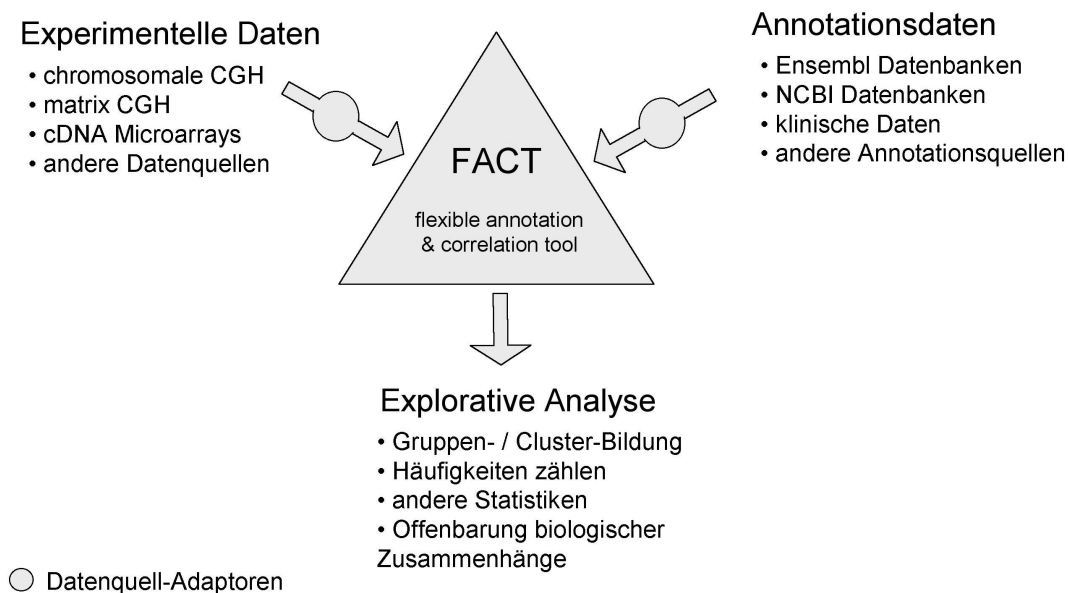 Experimentelle Daten
• chromosomale CGH
• matrix CGH
• cDNA Microarrays
• andere Datenquellen
Annotationsdaten
• Ensembl Datenbanken
• NCBI Datenbanken
• klinische Daten
• andere Annotationsquellen
FACT
flexible annotation
& correlation tool
Explorative Analyse
• Gruppen- / Cluster-Bildung
• Häufigkeiten zählen
• andere Statistiken
• Offenbarung biologischer
Zusammenhänge
Datenquell-Adaptoren